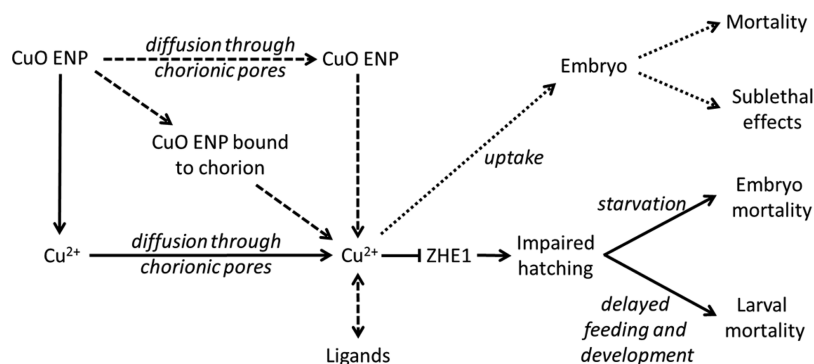 Mortality
diffusion through
CuO ENP
CuO ENP
chorionic pores
Embryo
Sublethal
effects
CuO ENP bound
to chorion
uptake
Embryo
mortality
starvation
diffusion through
Cu²⁺
Cu²⁺
ZHE1
Impaired
hatching
chorionic pores
delayed
feeding and
development
Larval
mortality
Ligands